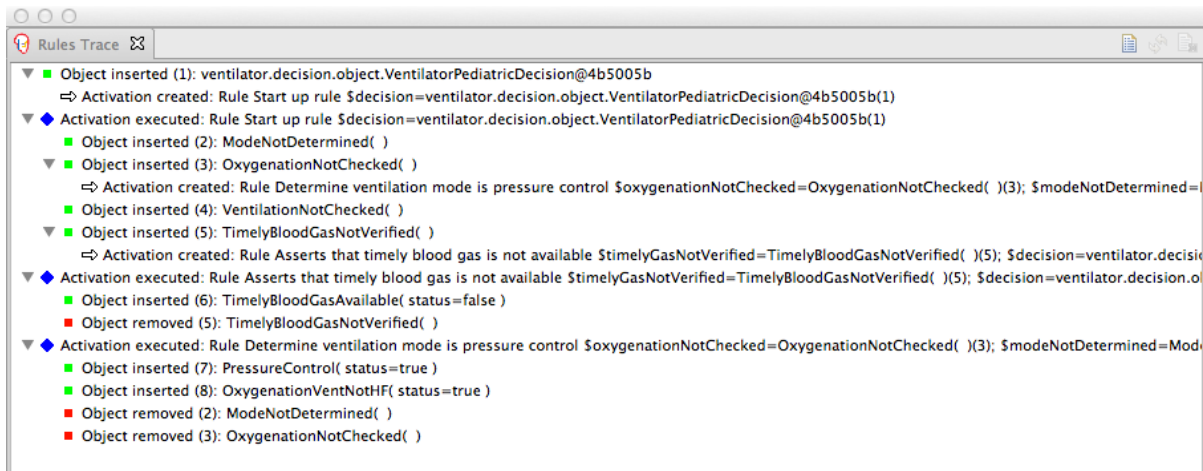 Rules Trace
Object inserted (1): ventilator.decision.object.VentilatorPediatricDecision@4b5005b
Activation created: Rule Start up rule $decision=ventilator.decision.object.VentilatorPediatricDecision@4b5005b(1)
Activation executed: Rule Start up rule $decision=ventilator.decision.object.VentilatorPediatricDecision@4b5005b(1)
Object inserted (2): ModeNotDetermined( )
Object inserted (3): OxygenationNotChecked( )
Activation created: Rule Determine ventilation mode is pressure control $oxygenationNotChecked=OxygenationNotChecked( )(3); $modeNotDetermined=
Object inserted (4): VentilationNotChecked( )
Object inserted (5): TimelyBloodGasNotVerified( )
Activation created: Rule Asserts that timely blood gas is not available $timelyGasNotVerified=TimelyBloodGasNotVerified( )(5); $decision=ventilator.decisi
Activation executed: Rule Asserts that timely blood gas is not available $timelyGasNotVerified=TimelyBloodGasNotVerified( )(5); $decision=ventilator.decision.o
Object inserted (6): TimelyBloodGasAvailable( status=false )
Object removed (5): TimelyBloodGasNotVerified( )
Activation executed: Rule Determine ventilation mode is pressure control $oxygenationNotChecked=OxygenationNotChecked( )(3); $modeNotDetermined=Mod
Object inserted (7): PressureControl( status=true )
Object inserted (8): OxygenationVentNotHF( status=true )
Object removed (2): ModeNotDetermined( )
Object removed (3): OxygenationNotChecked( )